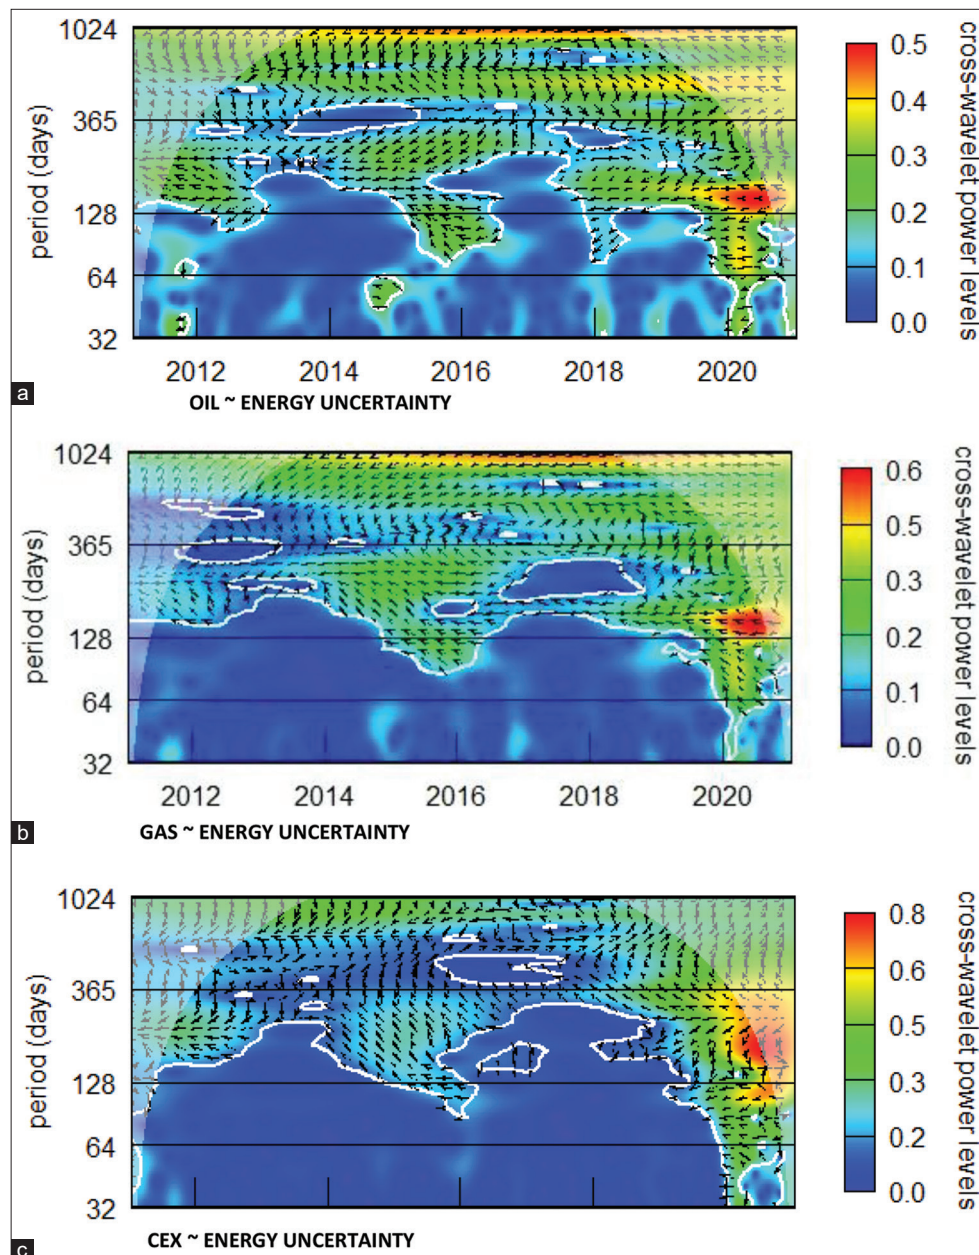 1024
365
128
64
32
period (days)
2012 2014 2016 2018 2020
0.5
0.4
0.3
0.2
0.1
0.0
cross-wavelet power levels
a
OIL ~ ENERGY UNCERTAINTY
1024
365
128
64
32
period (days)
2012 2014 2016 2018 2020
0.6
0.5
0.3
0.2
0.1
0.0
cross-wavelet power levels
b
GAS ~ ENERGY UNCERTAINTY
1024
365
128
64
32
period (days)
0.8
0.6
0.5
0.3
0.2
0.0
cross-wavelet power levels
c
CEX ~ ENERGY UNCERTAINTY